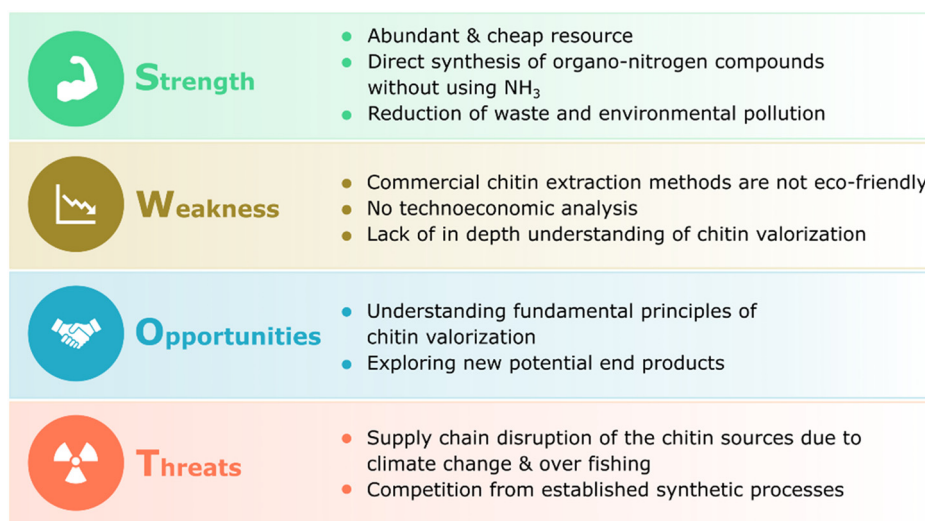 Strength
• Abundant & cheap resource
• Direct synthesis of organo-nitrogen compounds
without using NH₃
• Reduction of waste and environmental pollution
Weakness
• Commercial chitin extraction methods are not eco-friendly
• No technoeconomic analysis
• Lack of in depth understanding of chitin valorization
Opportunities
• Understanding fundamental principles of
chitin valorization
• Exploring new potential end products
Threats
• Supply chain disruption of the chitin sources due to
climate change & over fishing
• Competition from established synthetic processes